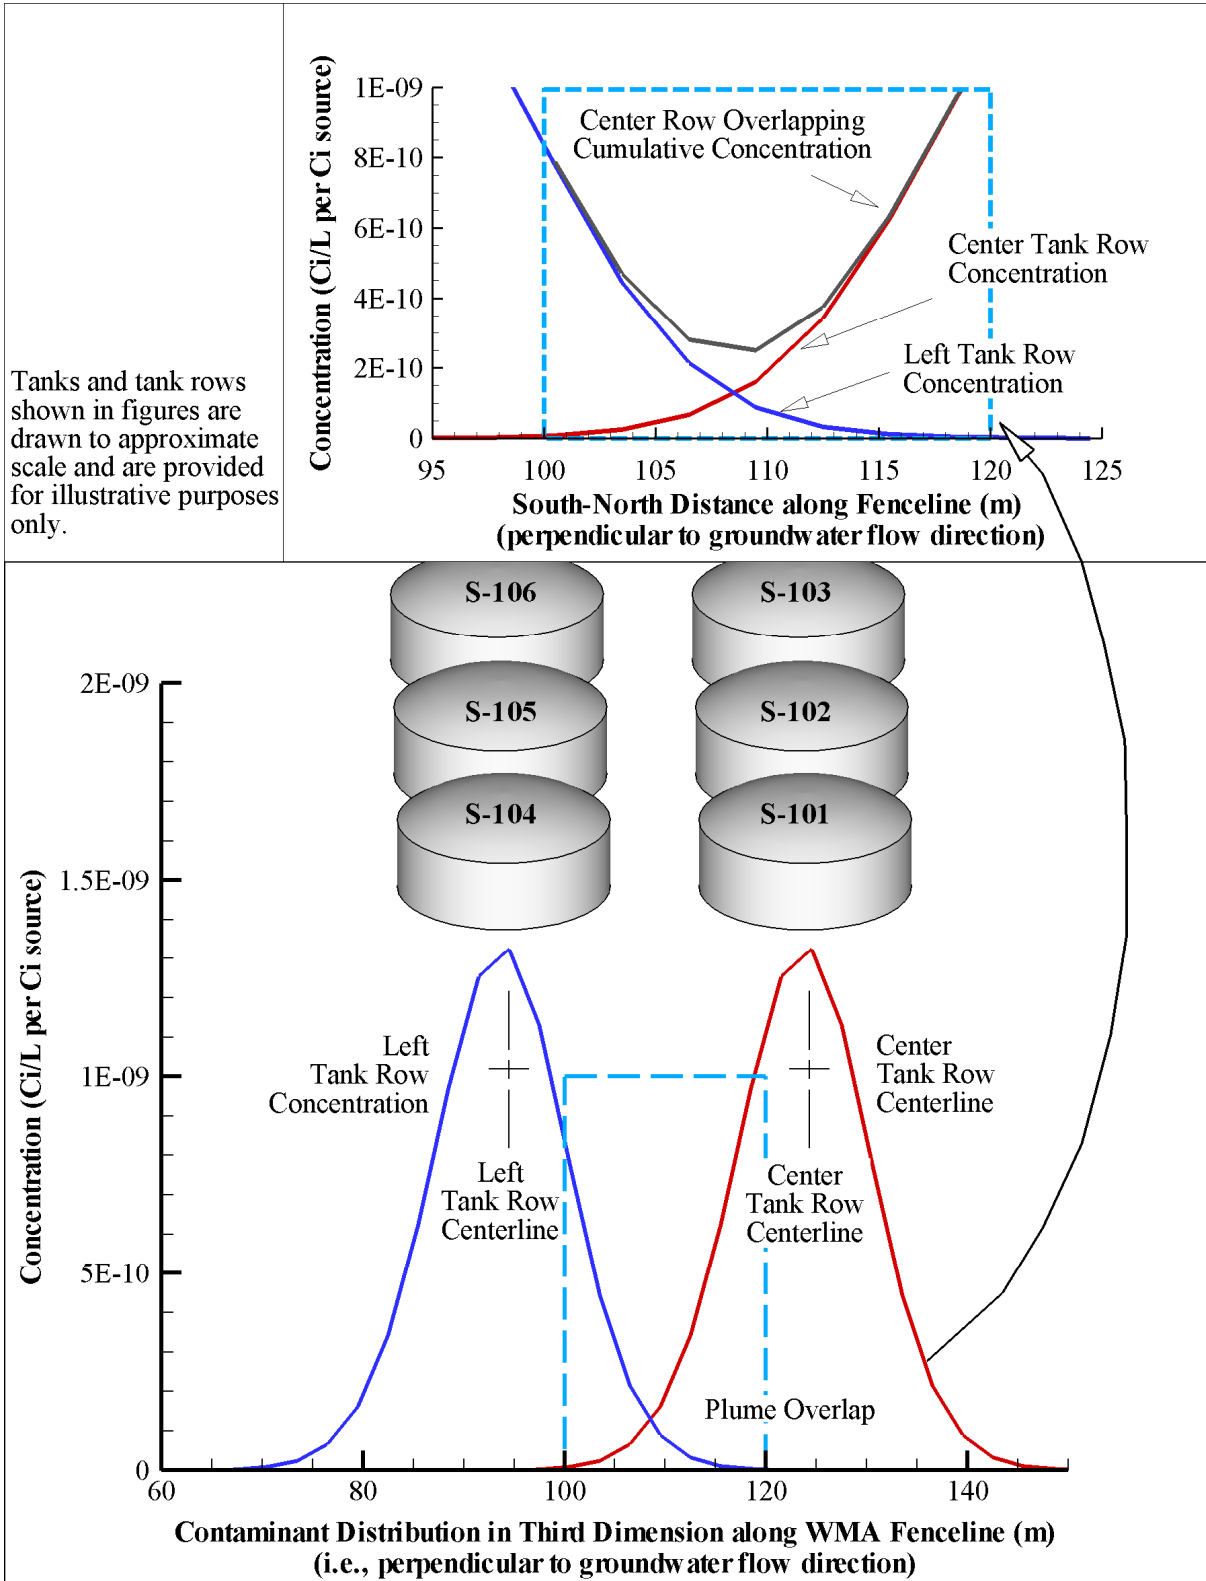 Tanks and tank rows
shown in figures are
drawn to approximate
scale and are provided
for illustrative purposes
only.
Concentration (Ci/L per Ci source)
1E-09
8E-10
6E-10
4E-10
2E-10
0
95
100
105
110
115
120
125
Center Row Overlapping
Cumulative Concentration
Center Tank Row
Concentration
Left Tank Row
Concentration
South-North Distance along Fenceline (m)
(perpendicular to groundwater flow direction)
S-106
S-103
S-105
S-102
S-104
S-101
Concentration (Ci/L per Ci source)
2E-09
1.5E-09
1E-09
5E-10
0
Left
Tank Row
Concentration
Left
Tank Row
Centerline
Center
Tank Row
Centerline
Center
Tank Row
Centerline
Plume Overlap
60
80
100
120
140
Contaminant Distribution in Third Dimension along WMA Fenceline (m)
(i.e., perpendicular to groundwater flow direction)